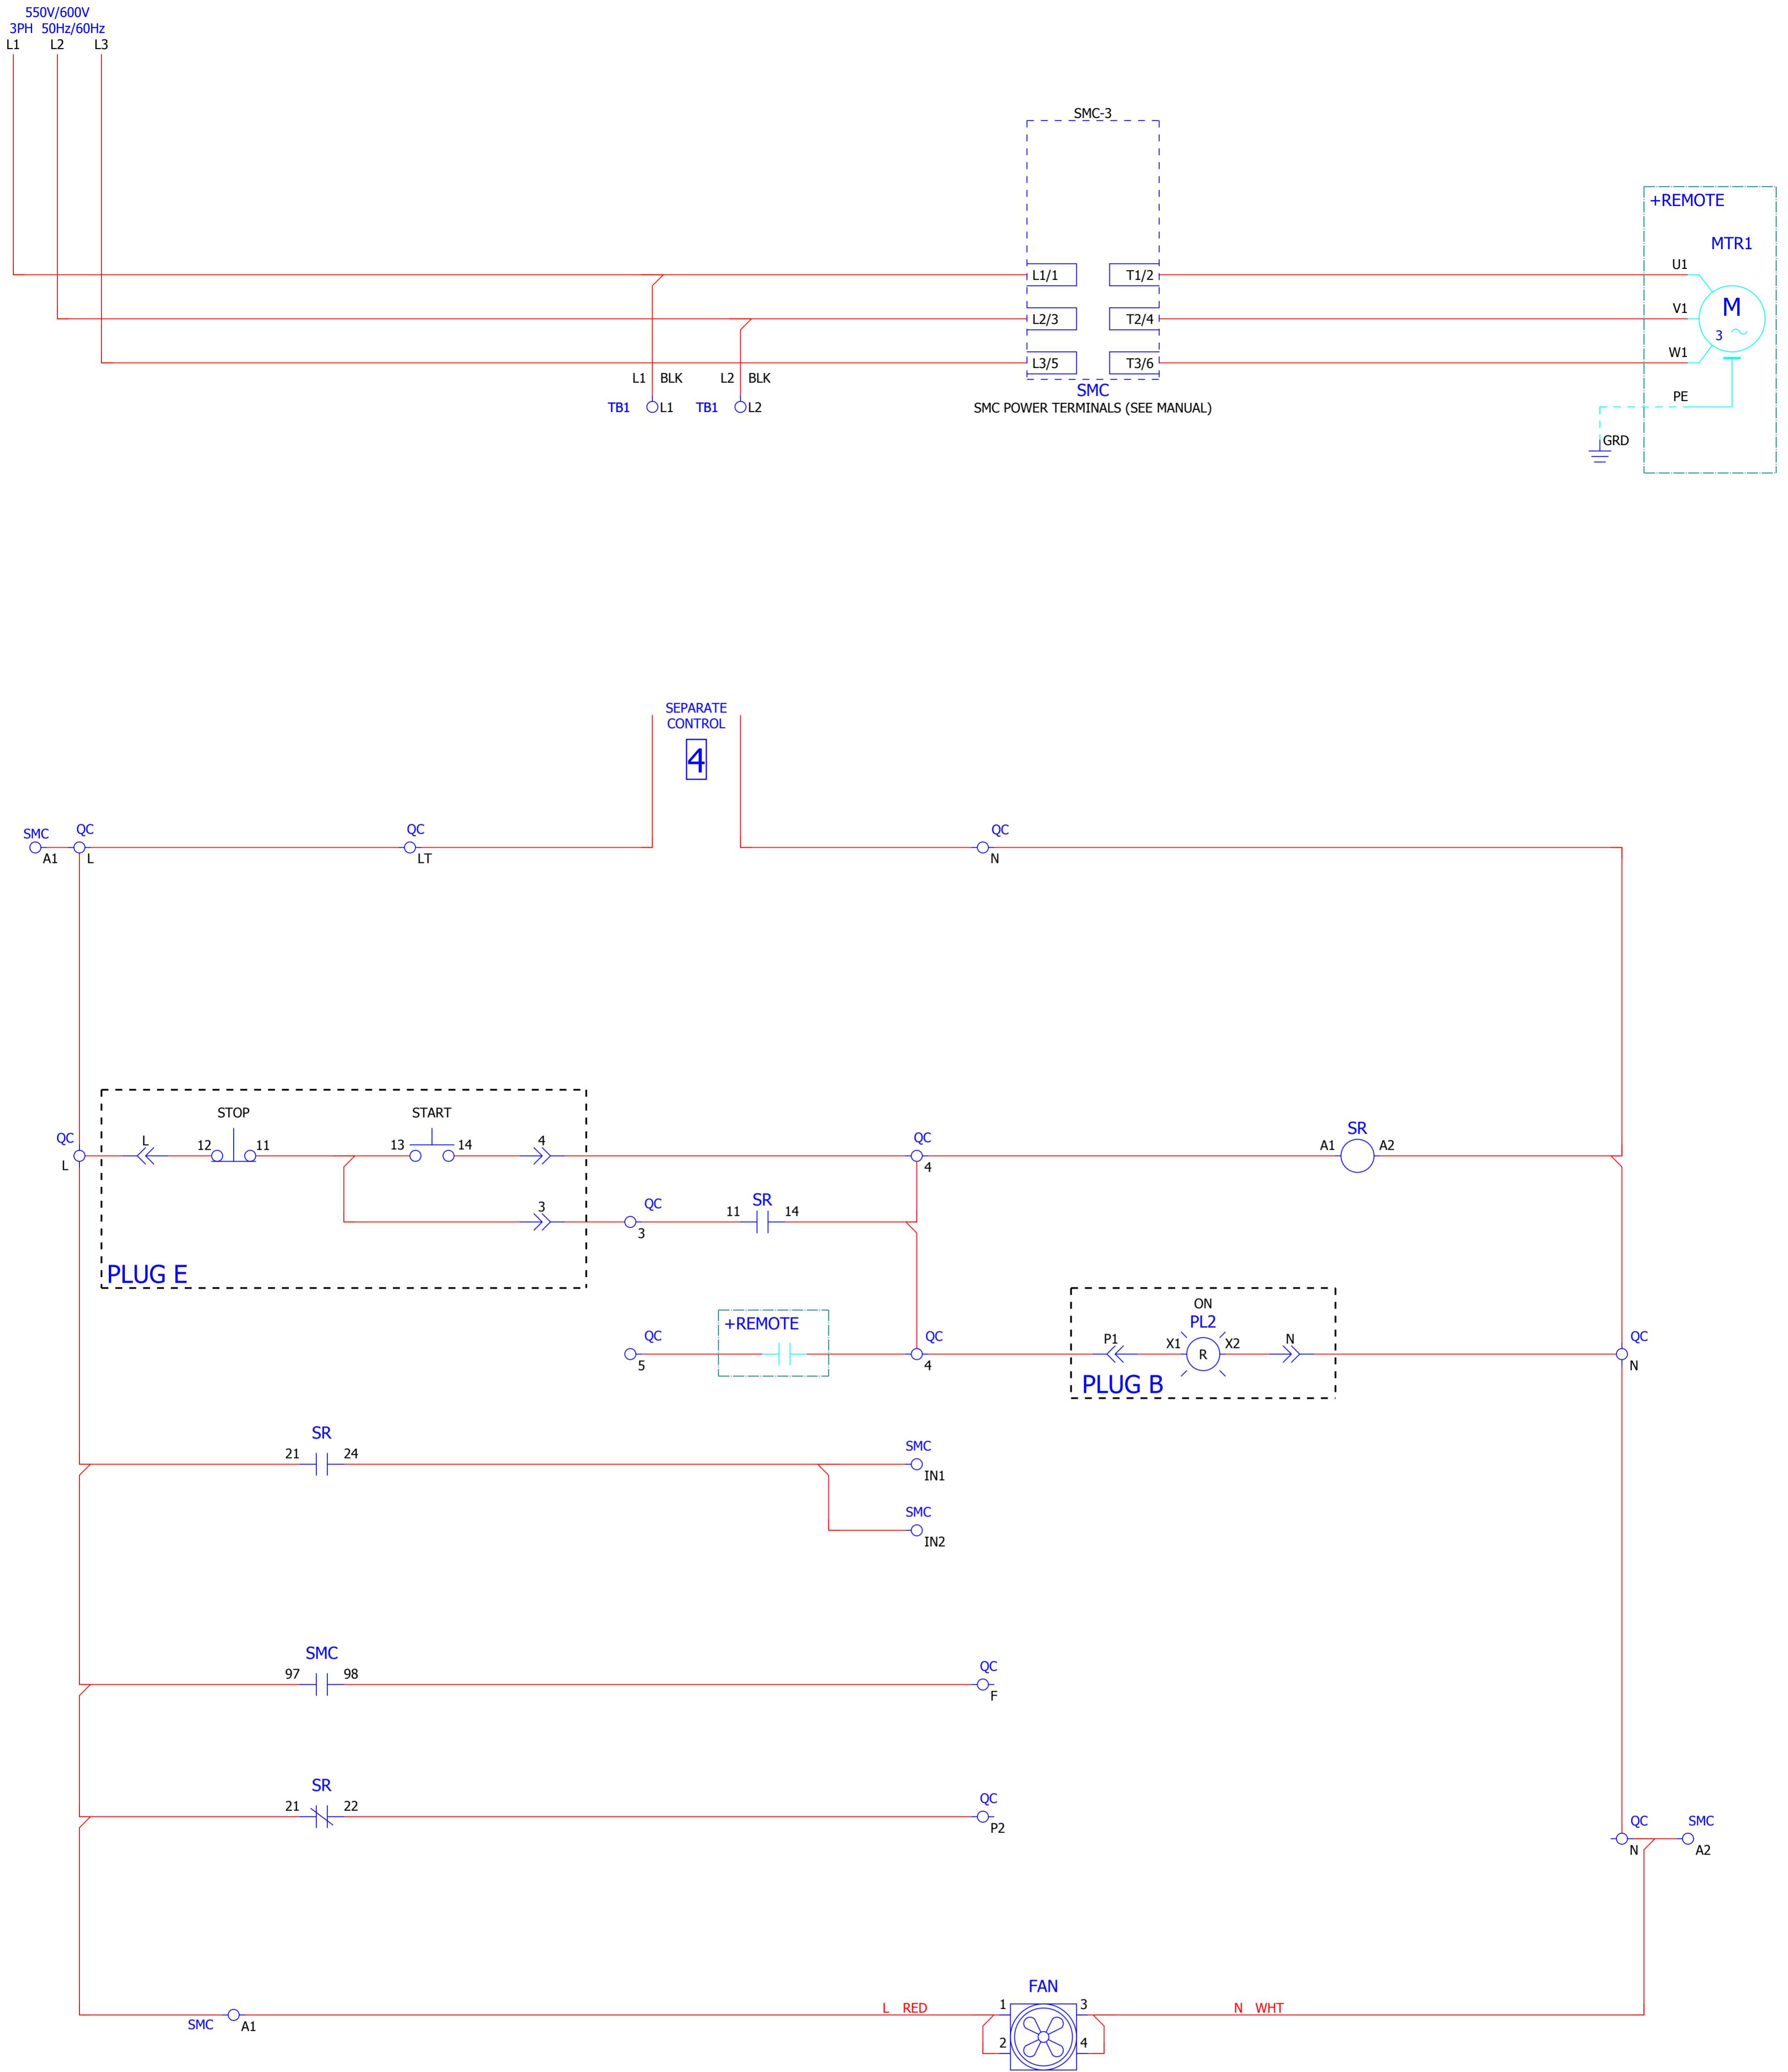 550V/600V
3PH 50Hz/60Hz
L1 L2 L3
SMC-3
+REMOTE
MTR1
L1/1 T1/2 U1
L2/3 T2/4 V1 M
3
L3/5 T3/6 W1
L1 BLK L2 BLK
SMC
PE
TB1 L1 TB1 L2
SMC POWER TERMINALS (SEE MANUAL)
GRD
SEPARATE
CONTROL
4
SMC QC QC QC
A1 L LT N
STOP START
QC L 12 11 13 14 4 QC SR
A1 A2
L 4
3 QC 11 SR 14
3
PLUG E
ON
+REMOTE PL2
QC QC P1 X1 R X2 N QC
5 4 N
PLUG B
SR
21 24 SMC
IN1
SMC
IN2
SMC
97 98 QC
F
SR
21 22 QC
P2
QC SMC
N A2
FAN
L RED 1 3 N WHT
SMC A1
2 4